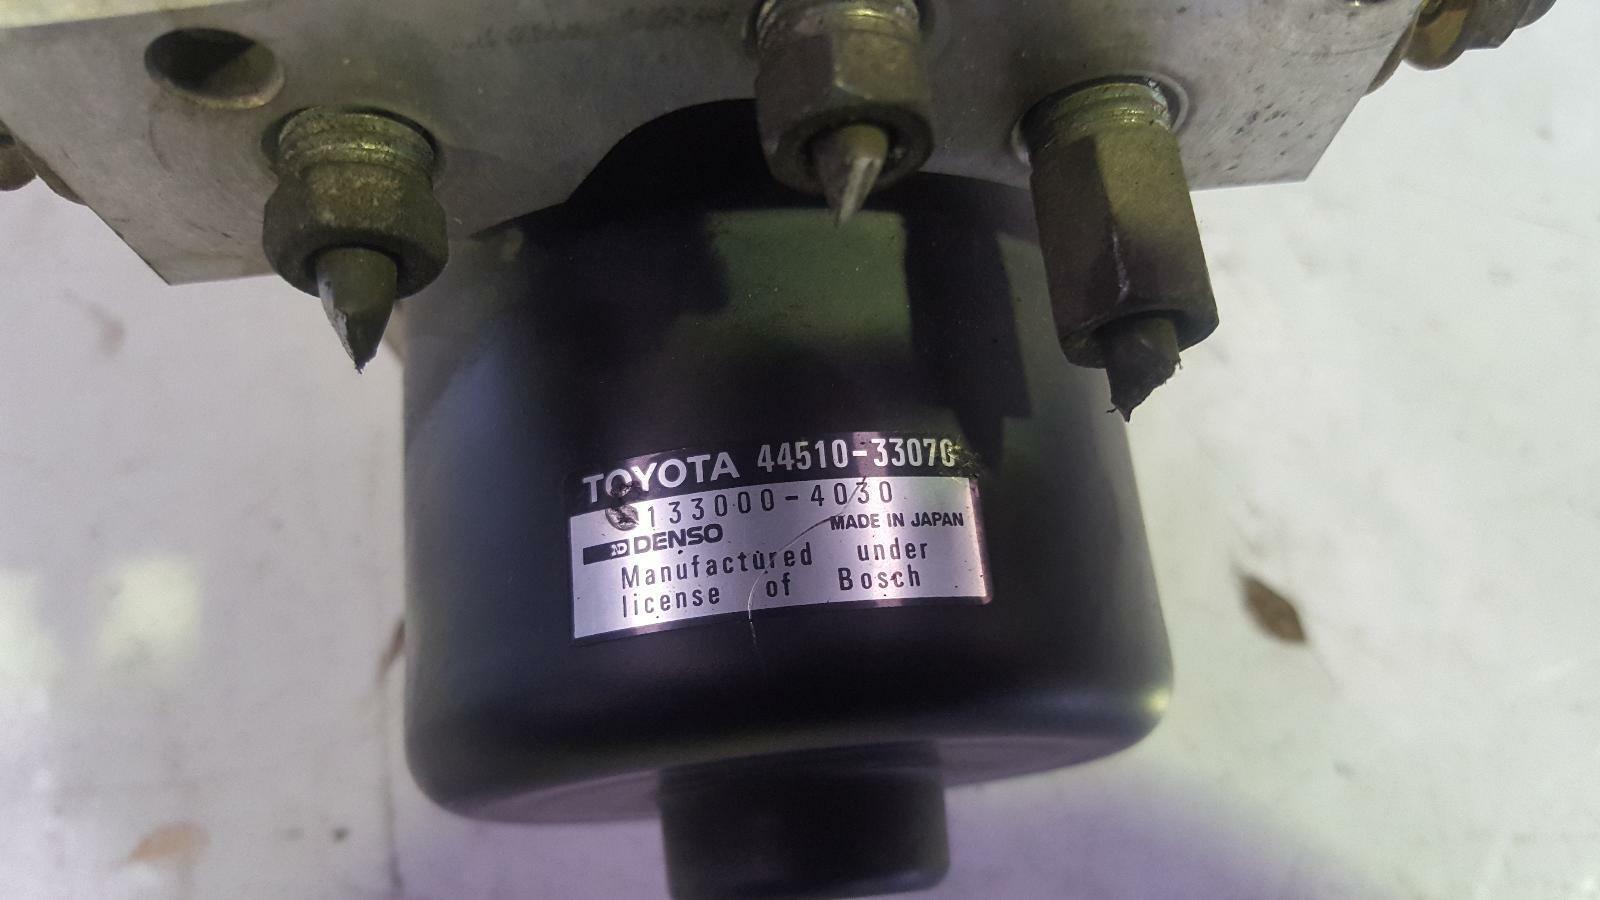 TOYOTA 44510-33070
133000-4030
DENSO MADE IN JAPAN
Manufactured under
license of Bosch